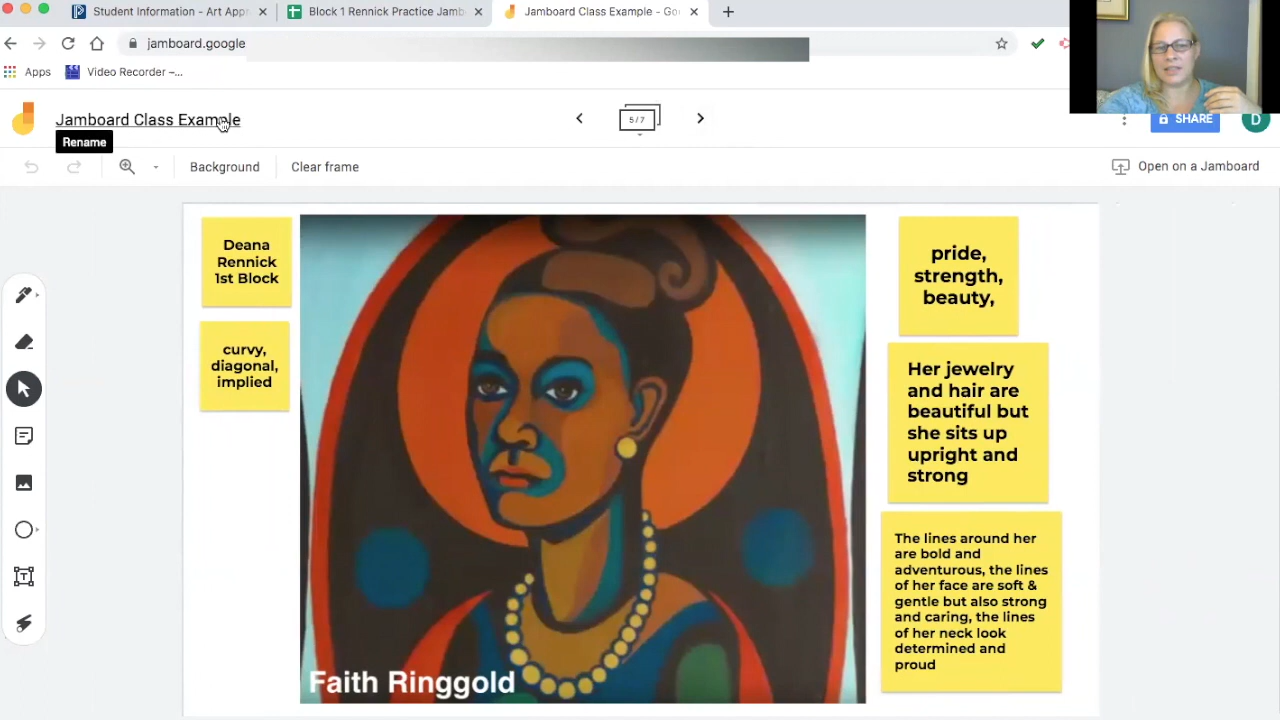 Student Information - Art Appr
Block 1 Rennick Practice Jamb
Jamboard Class Example - Go
jamboard.google
Apps
Video Recorder –...
Jamboard Class Example
5 / 7
SHARE
D
Rename
Background
Clear frame
Open on a Jamboard
Deana
Rennick
1st Block
curvy,
diagonal,
implied
pride,
strength,
beauty,
Her jewelry
and hair are
beautiful but
she sits up
upright and
strong
The lines around her
are bold and
adventurous, the lines
of her face are soft &
gentle but also strong
and caring, the lines
of her neck look
determined and
proud
Faith Ringgold